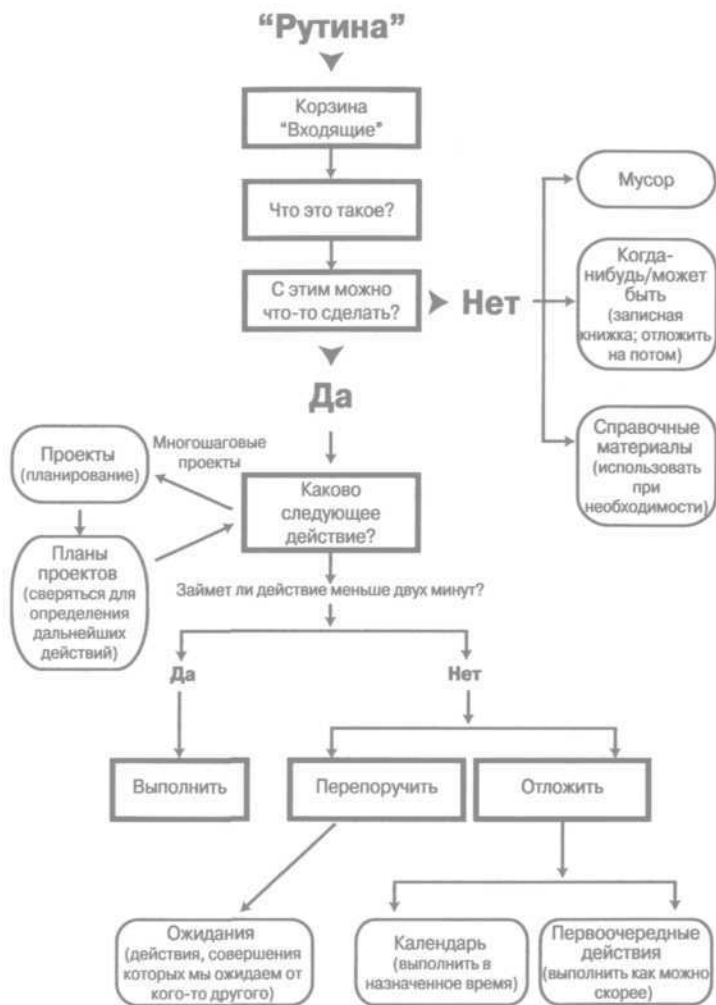 “Рутина”
Корзина
“Входящие”
Что это такое?
С этим можно
что-то сделать?
Нет
Мусор
Когда-
нибудь/может
быть
(записная
книжка; отложить
на потом)
Справочные
материалы
(использовать
при
необходимости)
Да
Многошаговые
проекты
Проекты
(планирование)
Каково
следующее
действие?
Планы
проектов
(сверяться для
определения
дальнейших
действий)
Займет ли действие меньше двух минут?
Да
Нет
Выполнить
Перепоручить
Отложить
Ожидания
(действия, совершения
которых мы ожидаем от
кого-то другого)
Календарь
(выполнить в
назначенное время)
Первоочередные
действия
(выполнить как можно
скорее)